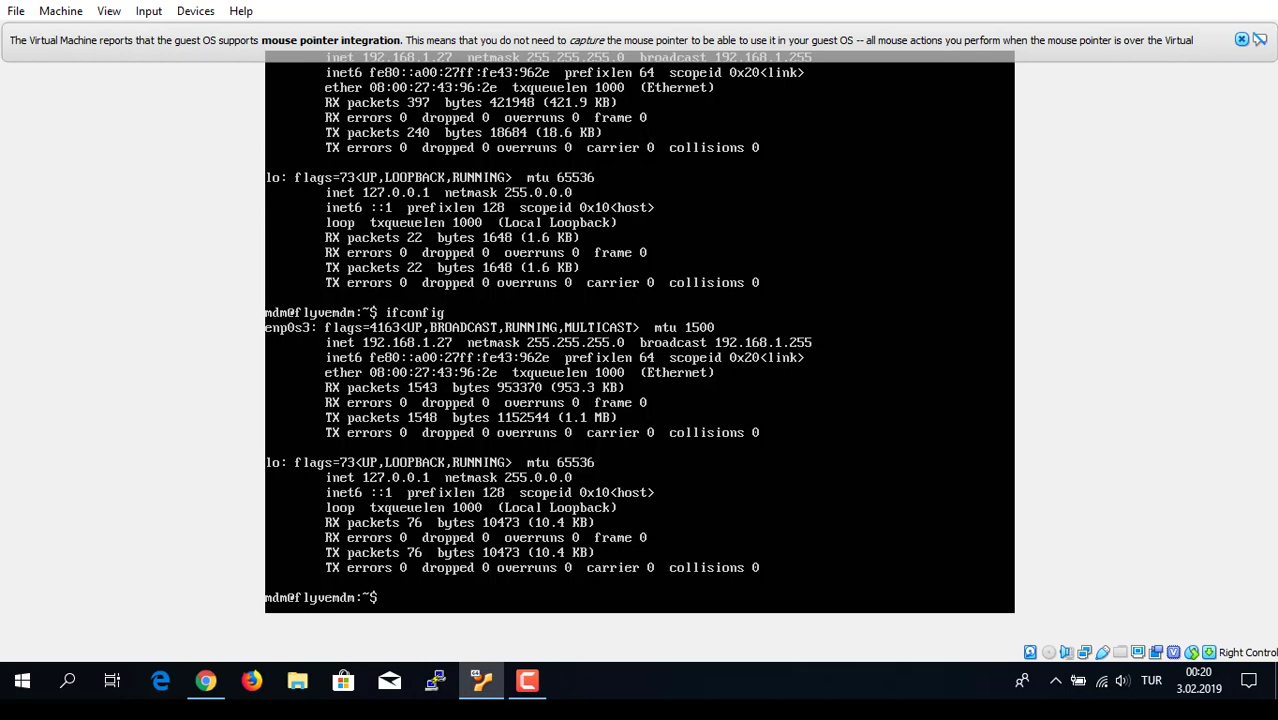 File Machine View Input Devices Help
The Virtual Machine reports that the guest OS supports mouse pointer integration. This means that you do not need to capture the mouse pointer to be able to use it in your guest OS -- all mouse actions you perform when the mouse pointer is over the Virtual
inet 192.168.1.27 netmask 255.255.255.0 broadcast 192.168.1.255
inet6 fe80::a00:27ff:fe43:962e prefixlen 64 scopeid 0x20<link>
ether 08:00:27:43:96:2e txqueuelen 1000 (Ethernet)
RX packets 397 bytes 421948 (421.9 KB)
RX errors 0 dropped 0 overruns 0 frame 0
TX packets 240 bytes 18684 (18.6 KB)
TX errors 0 dropped 0 overruns 0 carrier 0 collisions 0
lo: flags=73<UP,LOOPBACK,RUNNING> mtu 65536
inet 127.0.0.1 netmask 255.0.0.0
inet6 ::1 prefixlen 128 scopeid 0x10<host>
loop txqueuelen 1000 (Local Loopback)
RX packets 22 bytes 1648 (1.6 KB)
RX errors 0 dropped 0 overruns 0 frame 0
TX packets 22 bytes 1648 (1.6 KB)
TX errors 0 dropped 0 overruns 0 carrier 0 collisions 0
mdm@flyvemdm:~$ ifconfig
enp0s3: flags=4163<UP,BROADCAST,RUNNING,MULTICAST> mtu 1500
inet 192.168.1.27 netmask 255.255.255.0 broadcast 192.168.1.255
inet6 fe80::a00:27ff:fe43:962e prefixlen 64 scopeid 0x20<link>
ether 08:00:27:43:96:2e txqueuelen 1000 (Ethernet)
RX packets 1543 bytes 953370 (953.3 KB)
RX errors 0 dropped 0 overruns 0 frame 0
TX packets 1548 bytes 1152544 (1.1 MB)
TX errors 0 dropped 0 overruns 0 carrier 0 collisions 0
lo: flags=73<UP,LOOPBACK,RUNNING> mtu 65536
inet 127.0.0.1 netmask 255.0.0.0
inet6 ::1 prefixlen 128 scopeid 0x10<host>
loop txqueuelen 1000 (Local Loopback)
RX packets 76 bytes 10473 (10.4 KB)
RX errors 0 dropped 0 overruns 0 frame 0
TX packets 76 bytes 10473 (10.4 KB)
TX errors 0 dropped 0 overruns 0 carrier 0 collisions 0
mdm@flyvemdm:~$
Right Control
TUR
00:20
3.02.2019